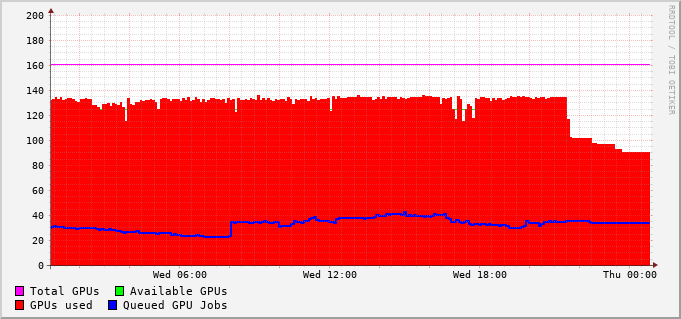 200
180
160
140
120
100
80
60
40
20
0
Wed 06:00 Wed 12:00 Wed 18:00 Thu 00:00
Total GPUs Available GPUs
GPUs used Queued GPU Jobs
RRDTOOL / TOBI OETIKER